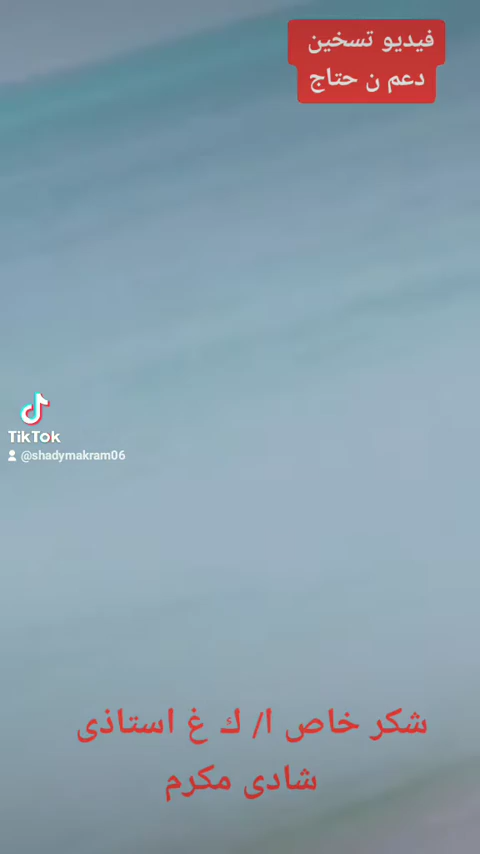 فيديو تسخين
دعم ن حتاج
TikTok
@shadymakram06
شكر خاص ا/ ك غ استاذى
شادى مكرم